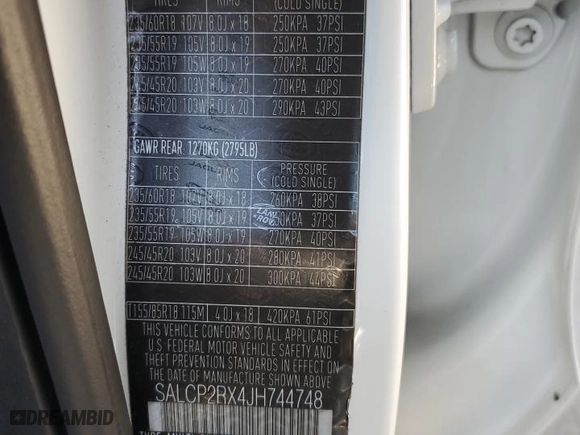 TIRES RIMS (COLD SINGLE)
235/60R18 107V 8.0J x 18 250KPA 37PSI
235/55R19 105V 8.0J x 19 250KPA 37PSI
235/55R19 105W 8.0J x 19 270KPA 40PSI
245/45R20 103V 8.0J x 20 270KPA 40PSI
245/45R20 103W 8.0J x 20 290KPA 43PSI
GAWR REAR 1270KG (2795LB)
TIRES RIMS PRESSURE (COLD SINGLE)
235/60R18 107V 8.0J x 18 260KPA 38PSI
235/55R19 105V 8.0J x 19 250KPA 37PSI
235/55R19 105W 8.0J x 19 270KPA 40PSI
245/45R20 103V 8.0J x 20 280KPA 41PSI
245/45R20 103W 8.0J x 20 300KPA 44PSI
T155/85R18 115M 4.0J x 18 420KPA 61PSI
THIS VEHICLE CONFORMS TO ALL APPLICABLE
U.S. FEDERAL MOTOR VEHICLE SAFETY AND
THEFT PREVENTION STANDARDS IN EFFECT ON
THE DATE OF MANUFACTURE SHOWN ABOVE.
SALCP2RX4JH744748
DREAMBID